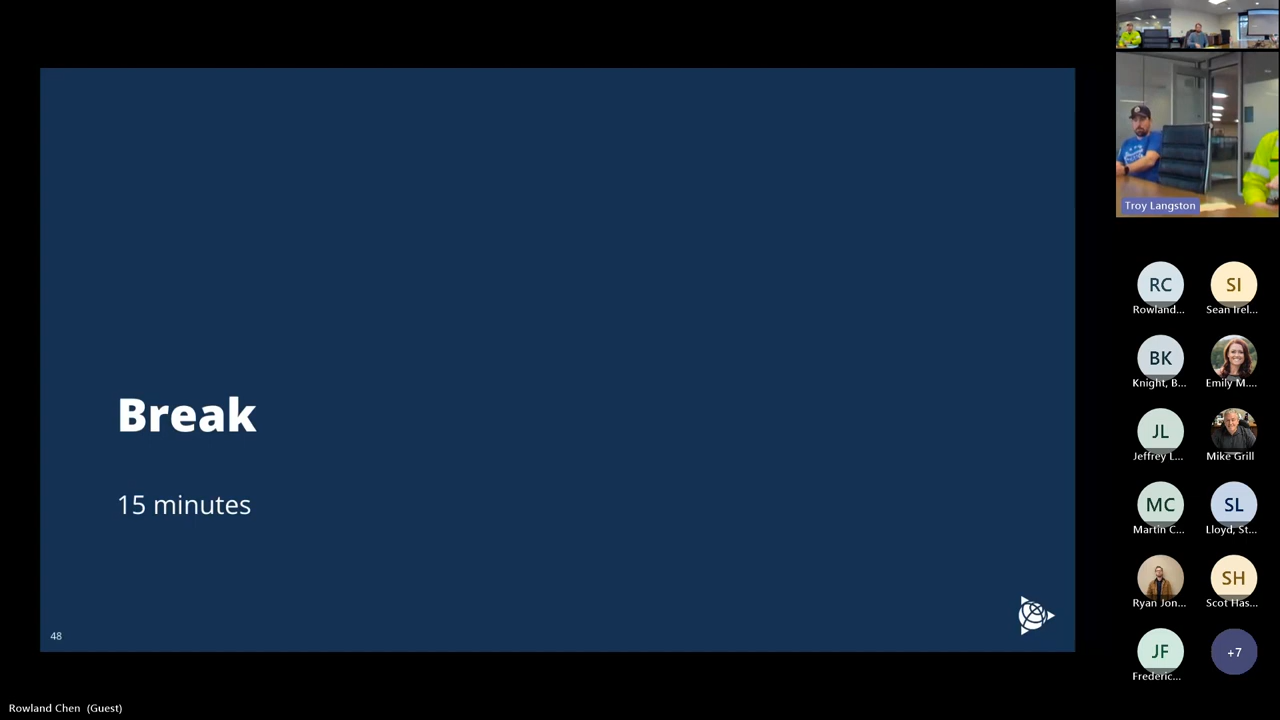 Break
15 minutes
48
Troy Langston
RC
Rowland...
SI
Sean Irel...
BK
Knight, B...
Emily M....
JL
Jeffrey L...
Mike Grill
MC
Martin C...
SL
Lloyd, St...
Ryan Jon...
SH
Scot Has...
JF
Frederic...
+7
Rowland Chen (Guest)